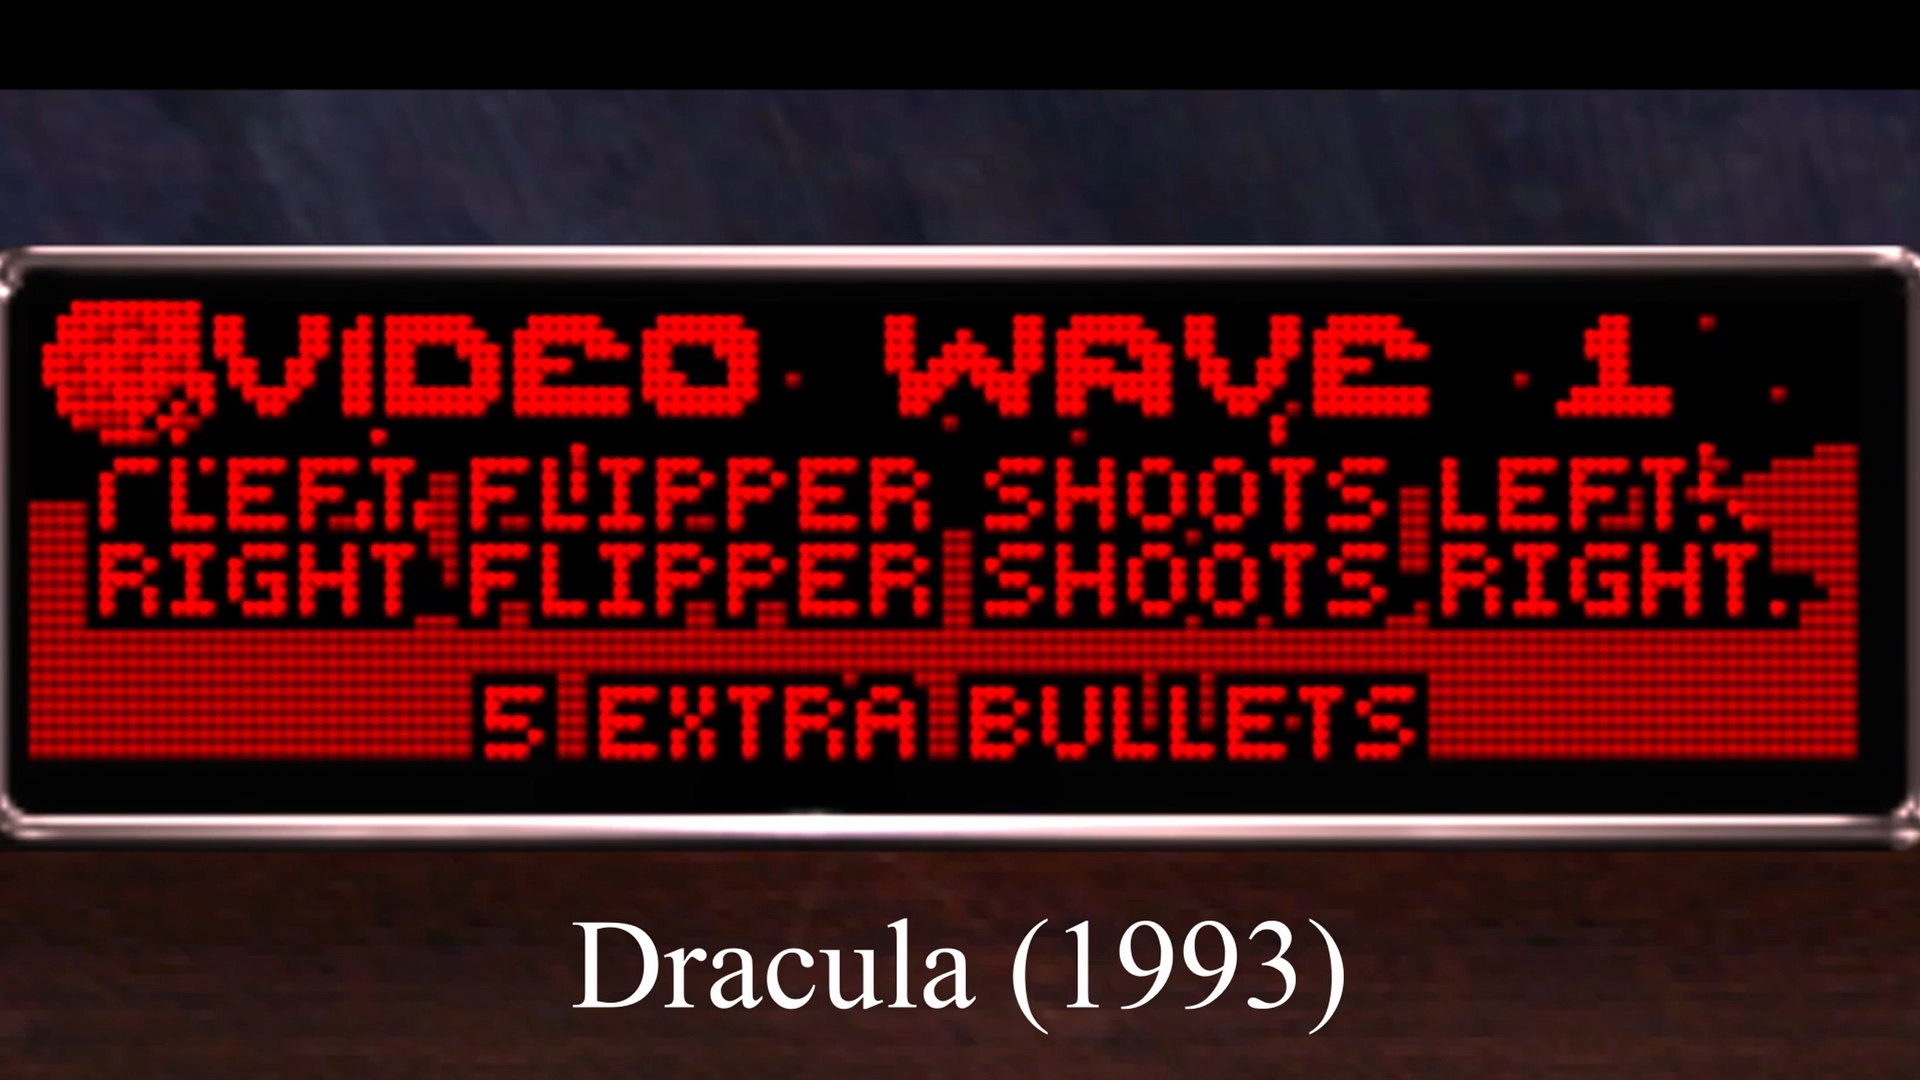 VIDEO WAVE 1
LEFT FLIPPER SHOOTS LEFT.
RIGHT FLIPPER SHOOTS RIGHT.
5 EXTRA BULLETS
Dracula (1993)